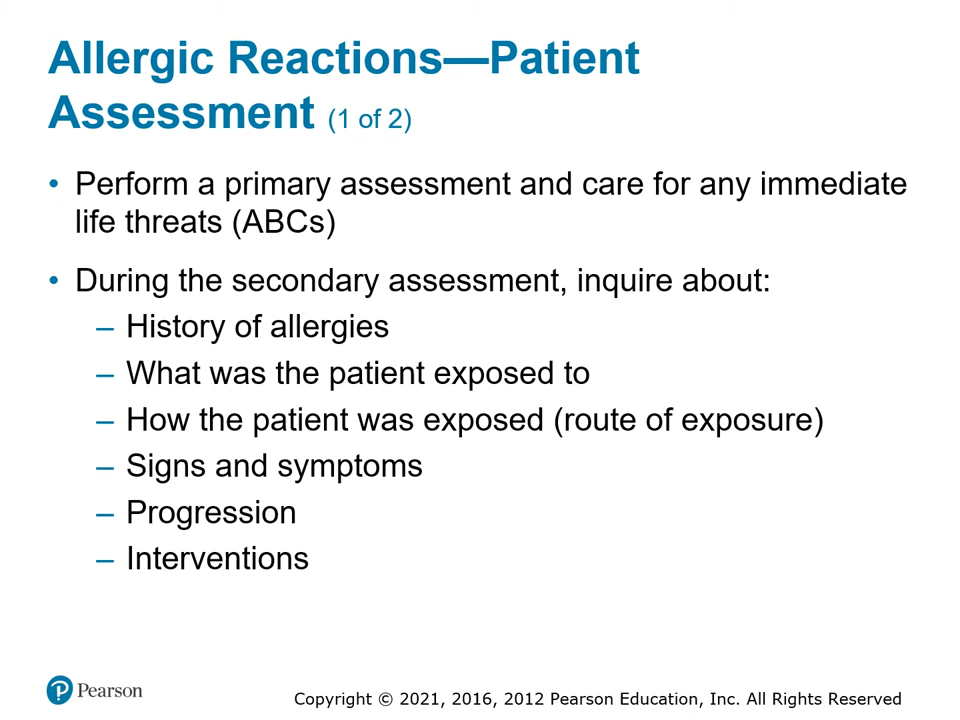 Allergic Reactions—Patient
Assessment (1 of 2)
• Perform a primary assessment and care for any immediate
life threats (ABCs)
• During the secondary assessment, inquire about:
– History of allergies
– What was the patient exposed to
– How the patient was exposed (route of exposure)
– Signs and symptoms
– Progression
– Interventions
Pearson
Copyright © 2021, 2016, 2012 Pearson Education, Inc. All Rights Reserved